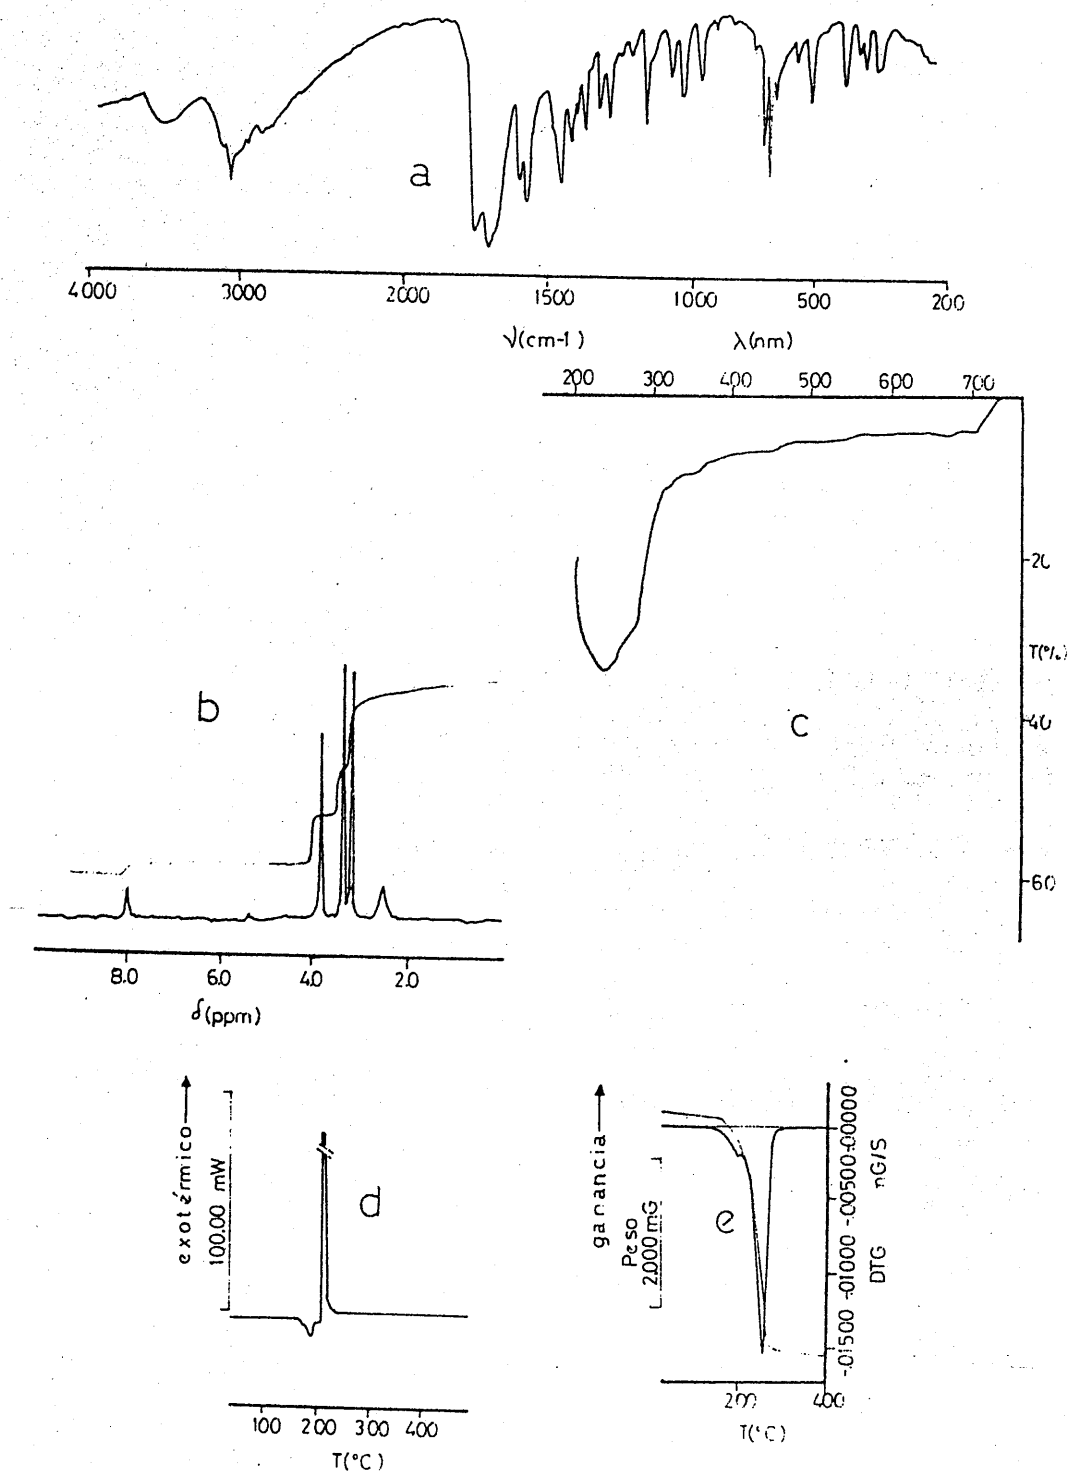 a
4000 3000 2000 1500 1000 500 200
ν(cm-1)
λ(nm)
200 300 400 500 600 700
20
T(%)
40
60
c
b
8.0 6.0 4.0 2.0
δ(ppm)
exotérmico
100.00 mW
d
100 200 300 400
T(°C)
ganancia
Peso
2.000 mG
e
-.01500 -.01000 -.00500 .00000
DTG mG/S
200 400
T(°C)